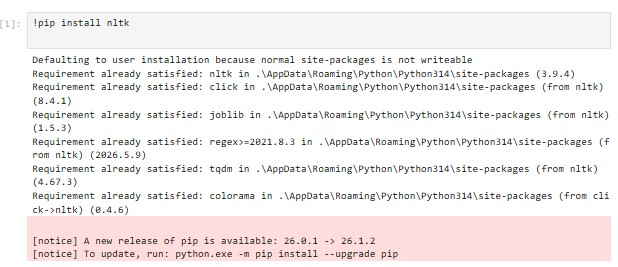 [1]: !pip install nltk
Defaulting to user installation because normal site-packages is not writeable
Requirement already satisfied: nltk in .\AppData\Roaming\Python\Python314\site-packages (3.9.4)
Requirement already satisfied: click in .\AppData\Roaming\Python\Python314\site-packages (from nltk)
(8.4.1)
Requirement already satisfied: joblib in .\AppData\Roaming\Python\Python314\site-packages (from nltk)
(1.5.3)
Requirement already satisfied: regex>=2021.8.3 in .\AppData\Roaming\Python\Python314\site-packages (f
rom nltk) (2026.5.9)
Requirement already satisfied: tqdm in .\AppData\Roaming\Python\Python314\site-packages (from nltk)
(4.67.3)
Requirement already satisfied: colorama in .\AppData\Roaming\Python\Python314\site-packages (from cli
ck->nltk) (0.4.6)
[notice] A new release of pip is available: 26.0.1 -> 26.1.2
[notice] To update, run: python.exe -m pip install --upgrade pip